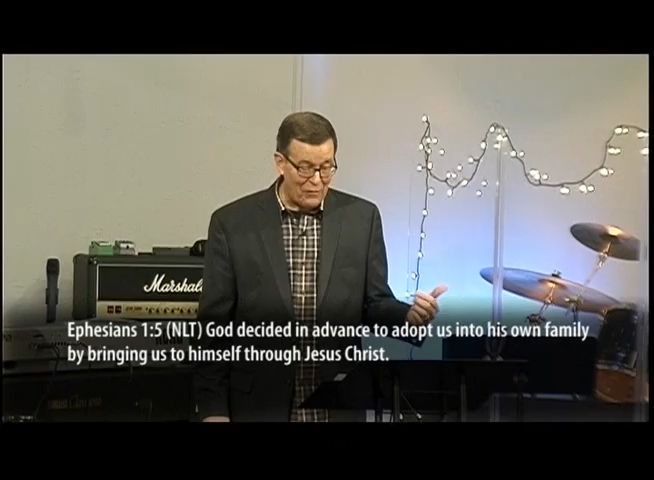 Marshall
Ephesians 1:5 (NLT) God decided in advance to adopt us into his own family
by bringing us to himself through Jesus Christ.